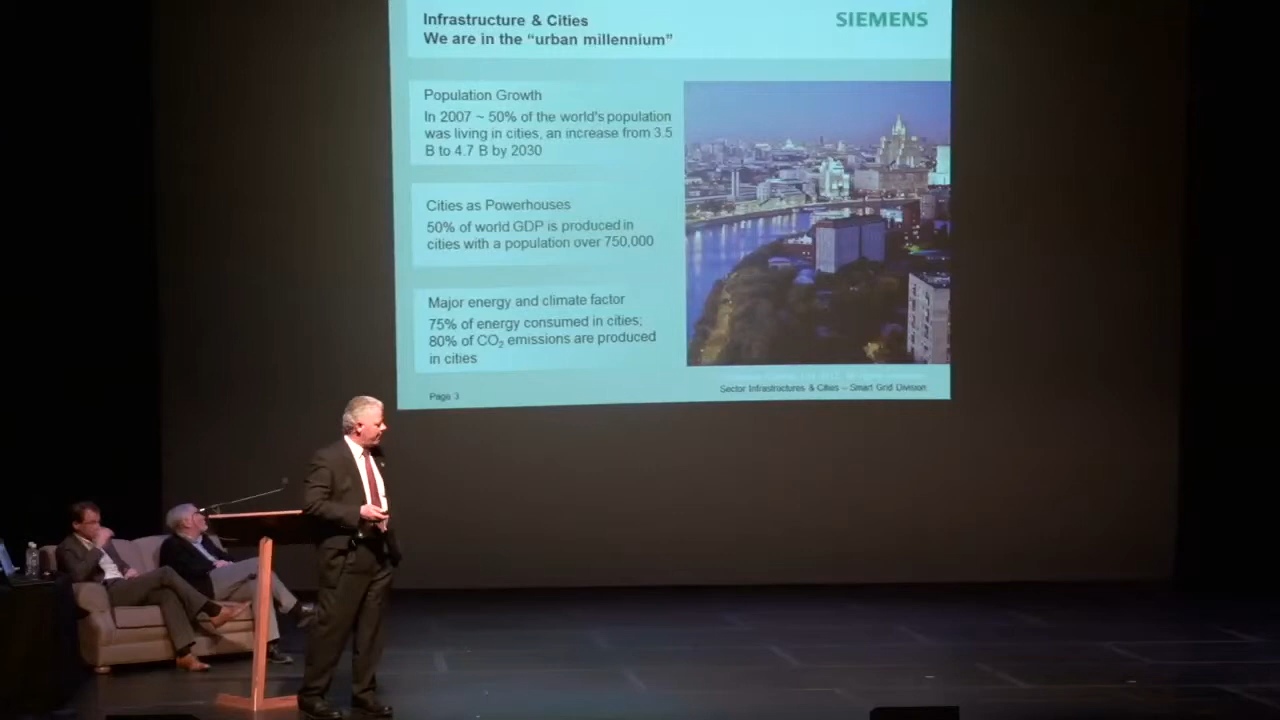 Infrastructure & Cities
We are in the “urban millennium”
SIEMENS
Population Growth
In 2007 ~ 50% of the world's population
was living in cities, an increase from 3.5
B to 4.7 B by 2030
Cities as Powerhouses
50% of world GDP is produced in
cities with a population over 750,000
Major energy and climate factor
75% of energy consumed in cities;
80% of CO₂ emissions are produced
in cities
Page 3
Sector Infrastructures & Cities – Smart Grid Division